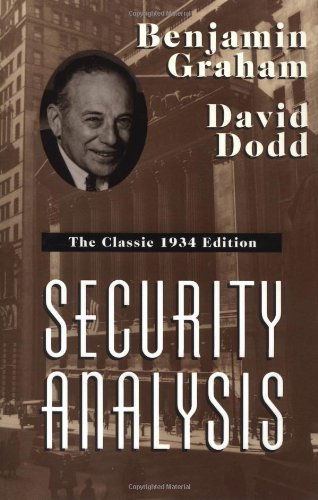 Benjamin
Graham
David
Dodd
The Classic 1934 Edition
SECURITY
ANALYSIS